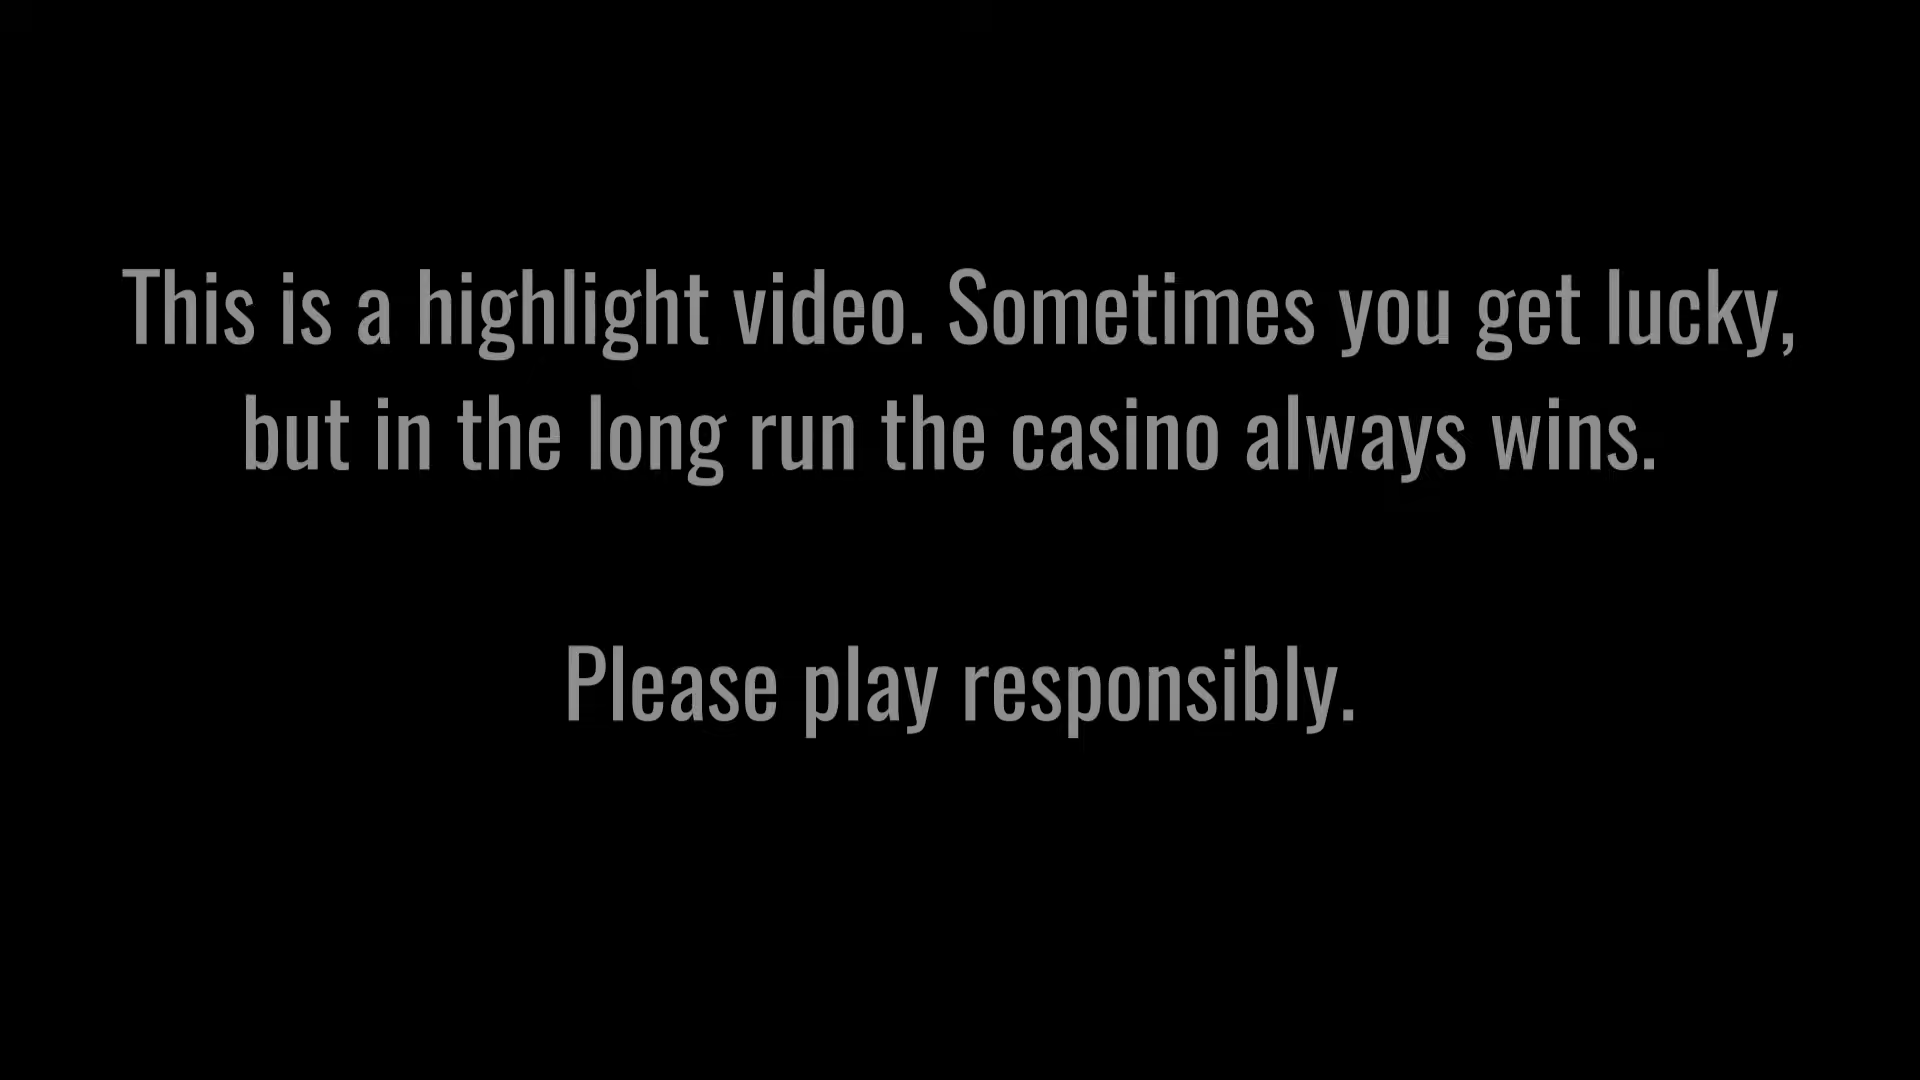 This is a highlight video. Sometimes you get lucky,
but in the long run the casino always wins.
Please play responsibly.